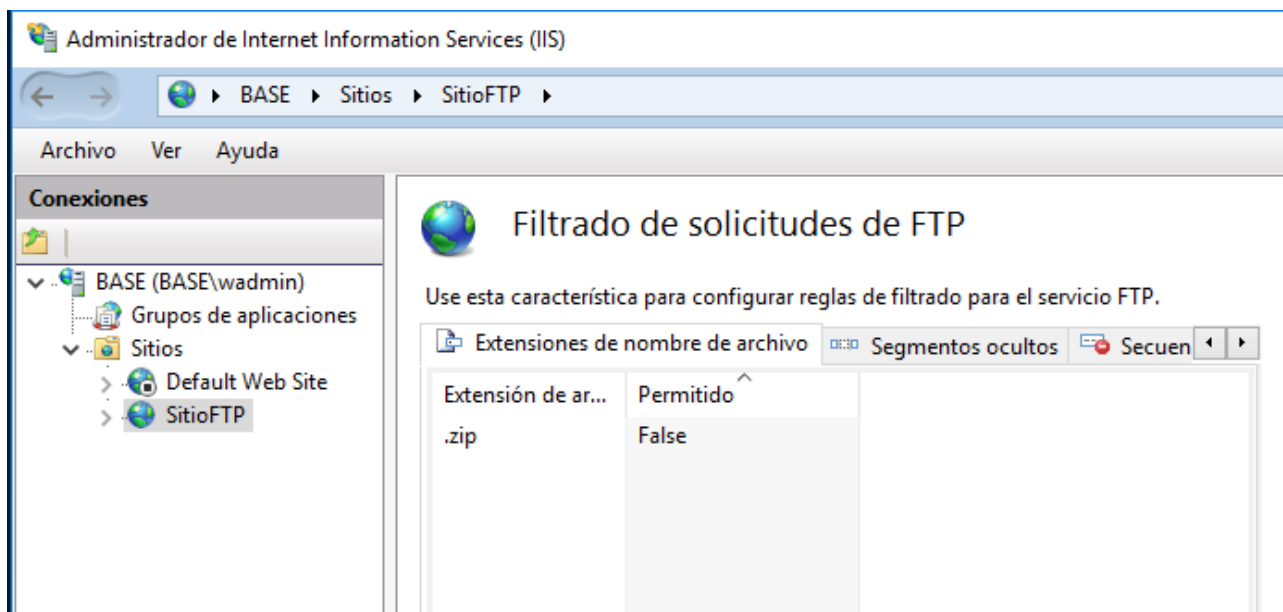 Administrador de Internet Information Services (IIS)
BASE Sitios SitioFTP
Archivo Ver Ayuda
Conexiones
BASE (BASE\wadmin)
Grupos de aplicaciones
Sitios
Default Web Site
SitioFTP
Filtrado de solicitudes de FTP
Use esta característica para configurar reglas de filtrado para el servicio FTP.
Extensiones de nombre de archivo Segmentos ocultos Secuen
Extensión de ar... Permitido
.zip False